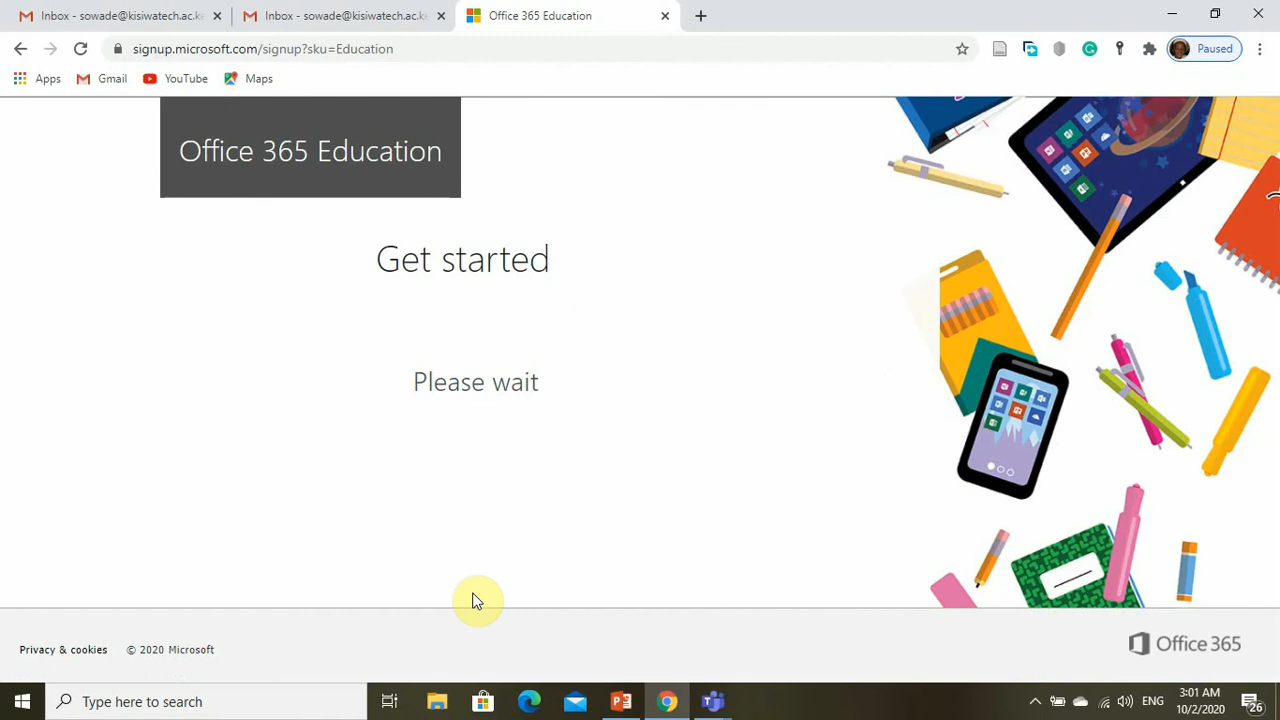 Inbox - sowade@kisiwatech.ac.ke
Inbox - sowade@kisiwatech.ac.ke
Office 365 Education
signup.microsoft.com/signup?sku=Education
Paused
Apps
Gmail
YouTube
Maps
Office 365 Education
Get started
Please wait
Privacy & cookies
© 2020 Microsoft
Office 365
Type here to search
ENG
3:01 AM
10/2/2020
26